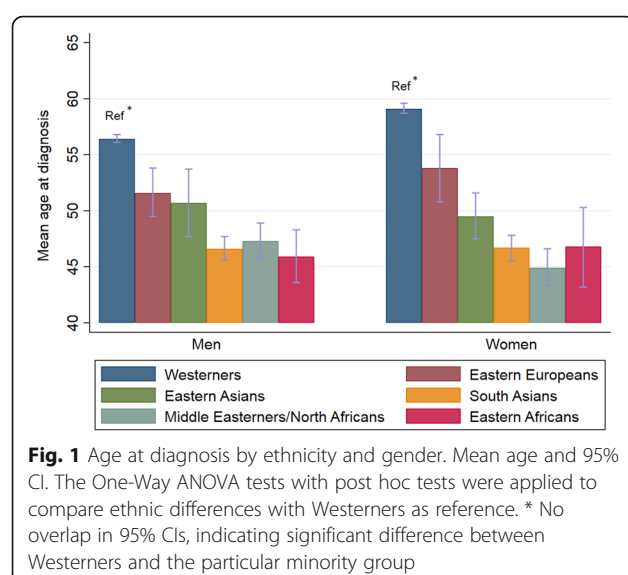 65
60
55
50
45
40
Mean age at diagnosis
Ref *
Ref *
Men
Women
Westerners
Eastern Europeans
Eastern Asians
South Asians
Middle Easterners/North Africans
Eastern Africans
Fig. 1 Age at diagnosis by ethnicity and gender. Mean age and 95%
CI. The One-Way ANOVA tests with post hoc tests were applied to
compare ethnic differences with Westerners as reference. * No
overlap in 95% CIs, indicating significant difference between
Westerners and the particular minority group